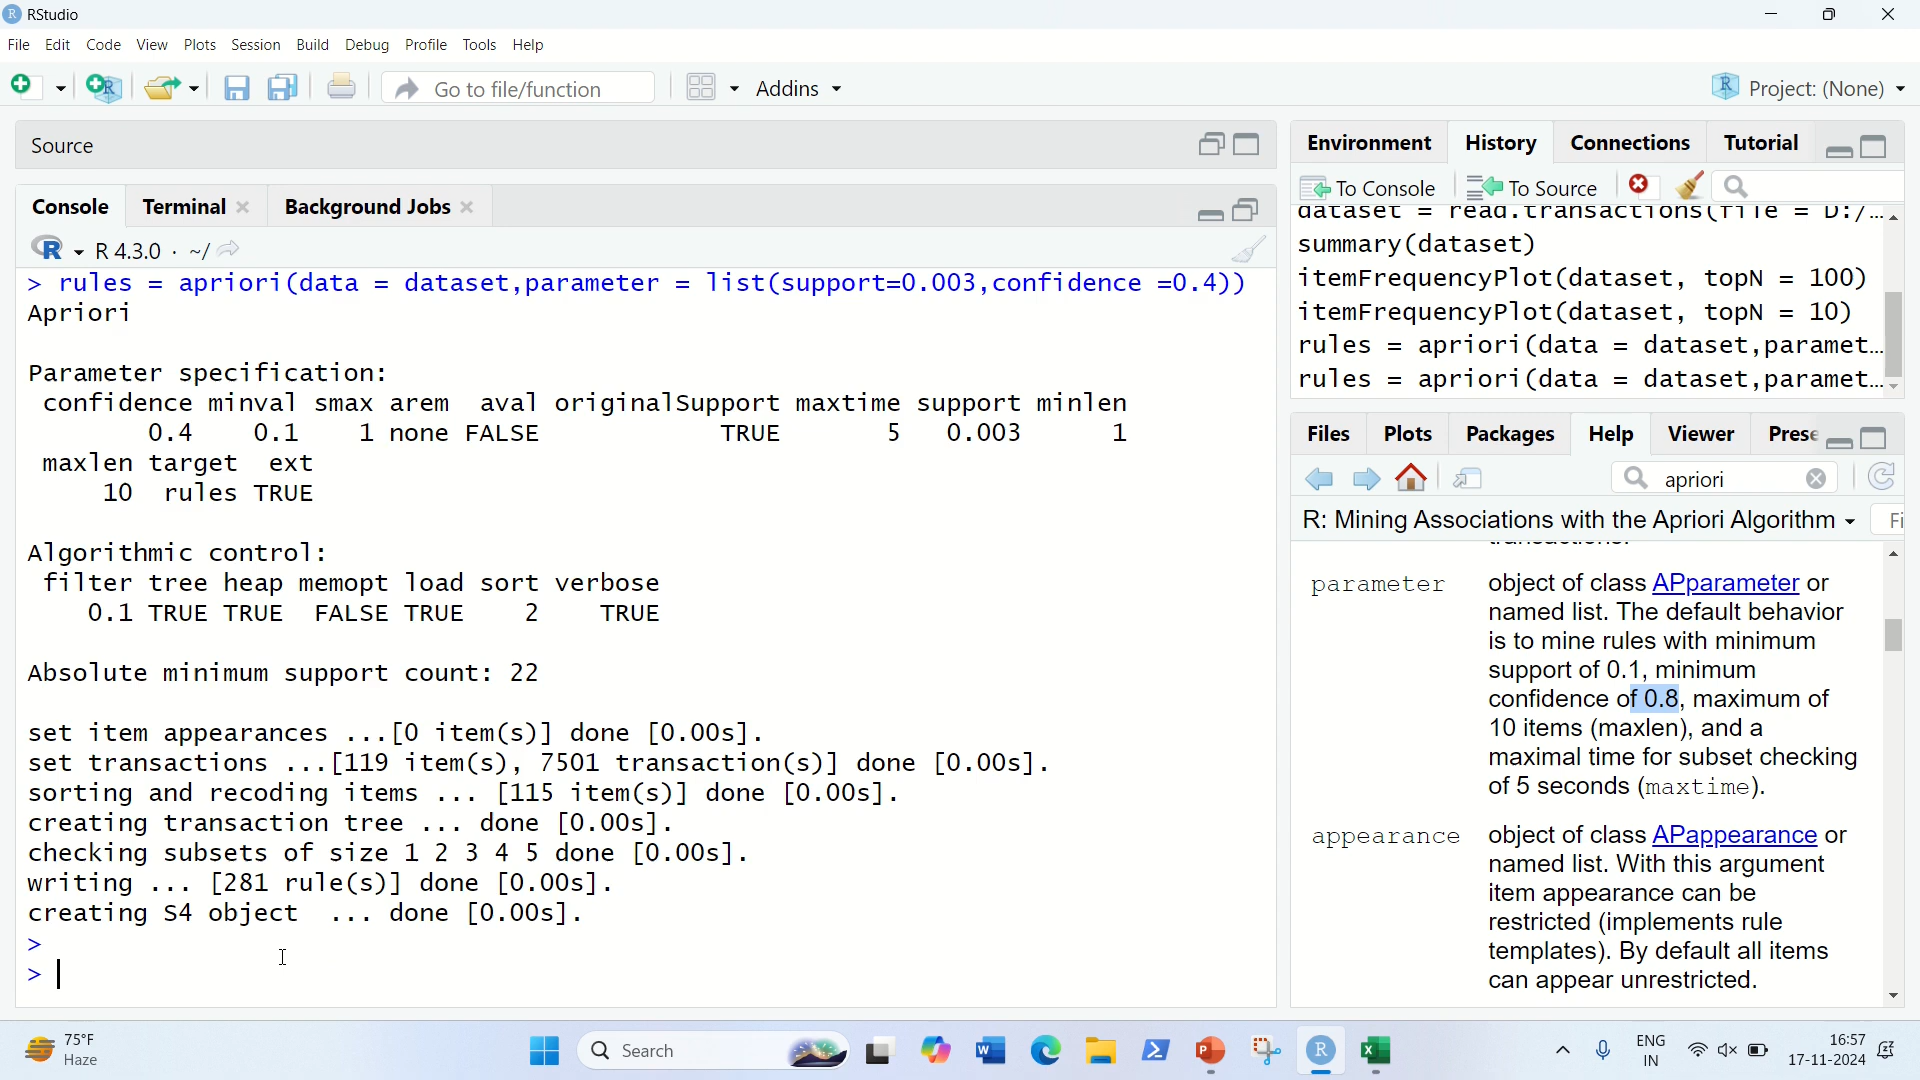 RStudio
File Edit Code View Plots Session Build Debug Profile Tools Help
Go to file/function Addins Project: (None)
Source
Console Terminal Background Jobs
R 4.3.0 · ~/
> rules = apriori(data = dataset,parameter = list(support=0.003,confidence =0.4))
Apriori
Parameter specification:
confidence minval smax arem aval originalSupport maxtime support minlen
0.4 0.1 1 none FALSE TRUE 5 0.003 1
maxlen target ext
10 rules TRUE
Algorithmic control:
filter tree heap memopt load sort verbose
0.1 TRUE TRUE FALSE TRUE 2 TRUE
Absolute minimum support count: 22
set item appearances ...[0 item(s)] done [0.00s].
set transactions ...[119 item(s), 7501 transaction(s)] done [0.00s].
sorting and recoding items ... [115 item(s)] done [0.00s].
creating transaction tree ... done [0.00s].
checking subsets of size 1 2 3 4 5 done [0.00s].
writing ... [281 rule(s)] done [0.00s].
creating S4 object ... done [0.00s].
>
>
Environment History Connections Tutorial
To Console To Source
dataset = read.transactions(file = D:/...
summary(dataset)
itemFrequencyPlot(dataset, topN = 100)
itemFrequencyPlot(dataset, topN = 10)
rules = apriori(data = dataset,paramet...
rules = apriori(data = dataset,paramet...
Files Plots Packages Help Viewer Prese
apriori
R: Mining Associations with the Apriori Algorithm Fi
parameter object of class APparameter or
named list. The default behavior
is to mine rules with minimum
support of 0.1, minimum
confidence of 0.8, maximum of
10 items (maxlen), and a
maximal time for subset checking
of 5 seconds (maxtime).
appearance object of class APappearance or
named list. With this argument
item appearance can be
restricted (implements rule
templates). By default all items
can appear unrestricted.
75°F
Haze
Search
ENG
IN
16:57
17-11-2024